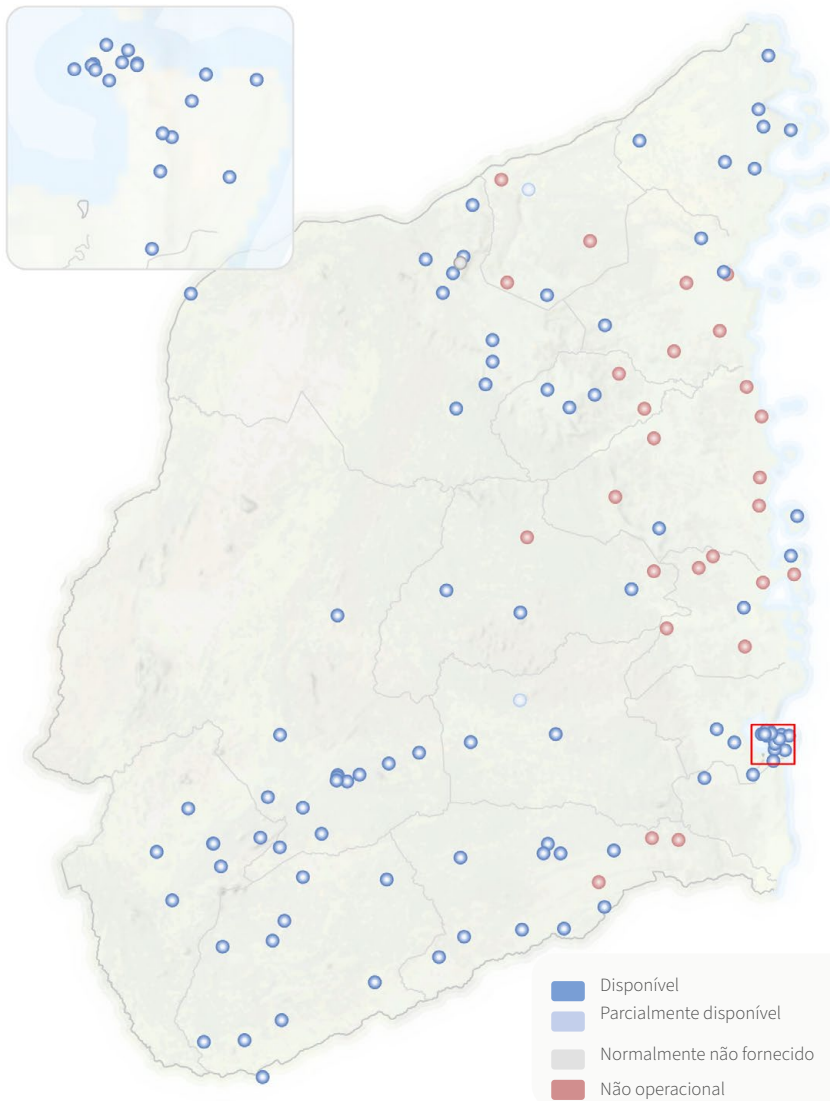 Disponível
Parcialmente disponível
Normalmente não fornecido
Não operacional